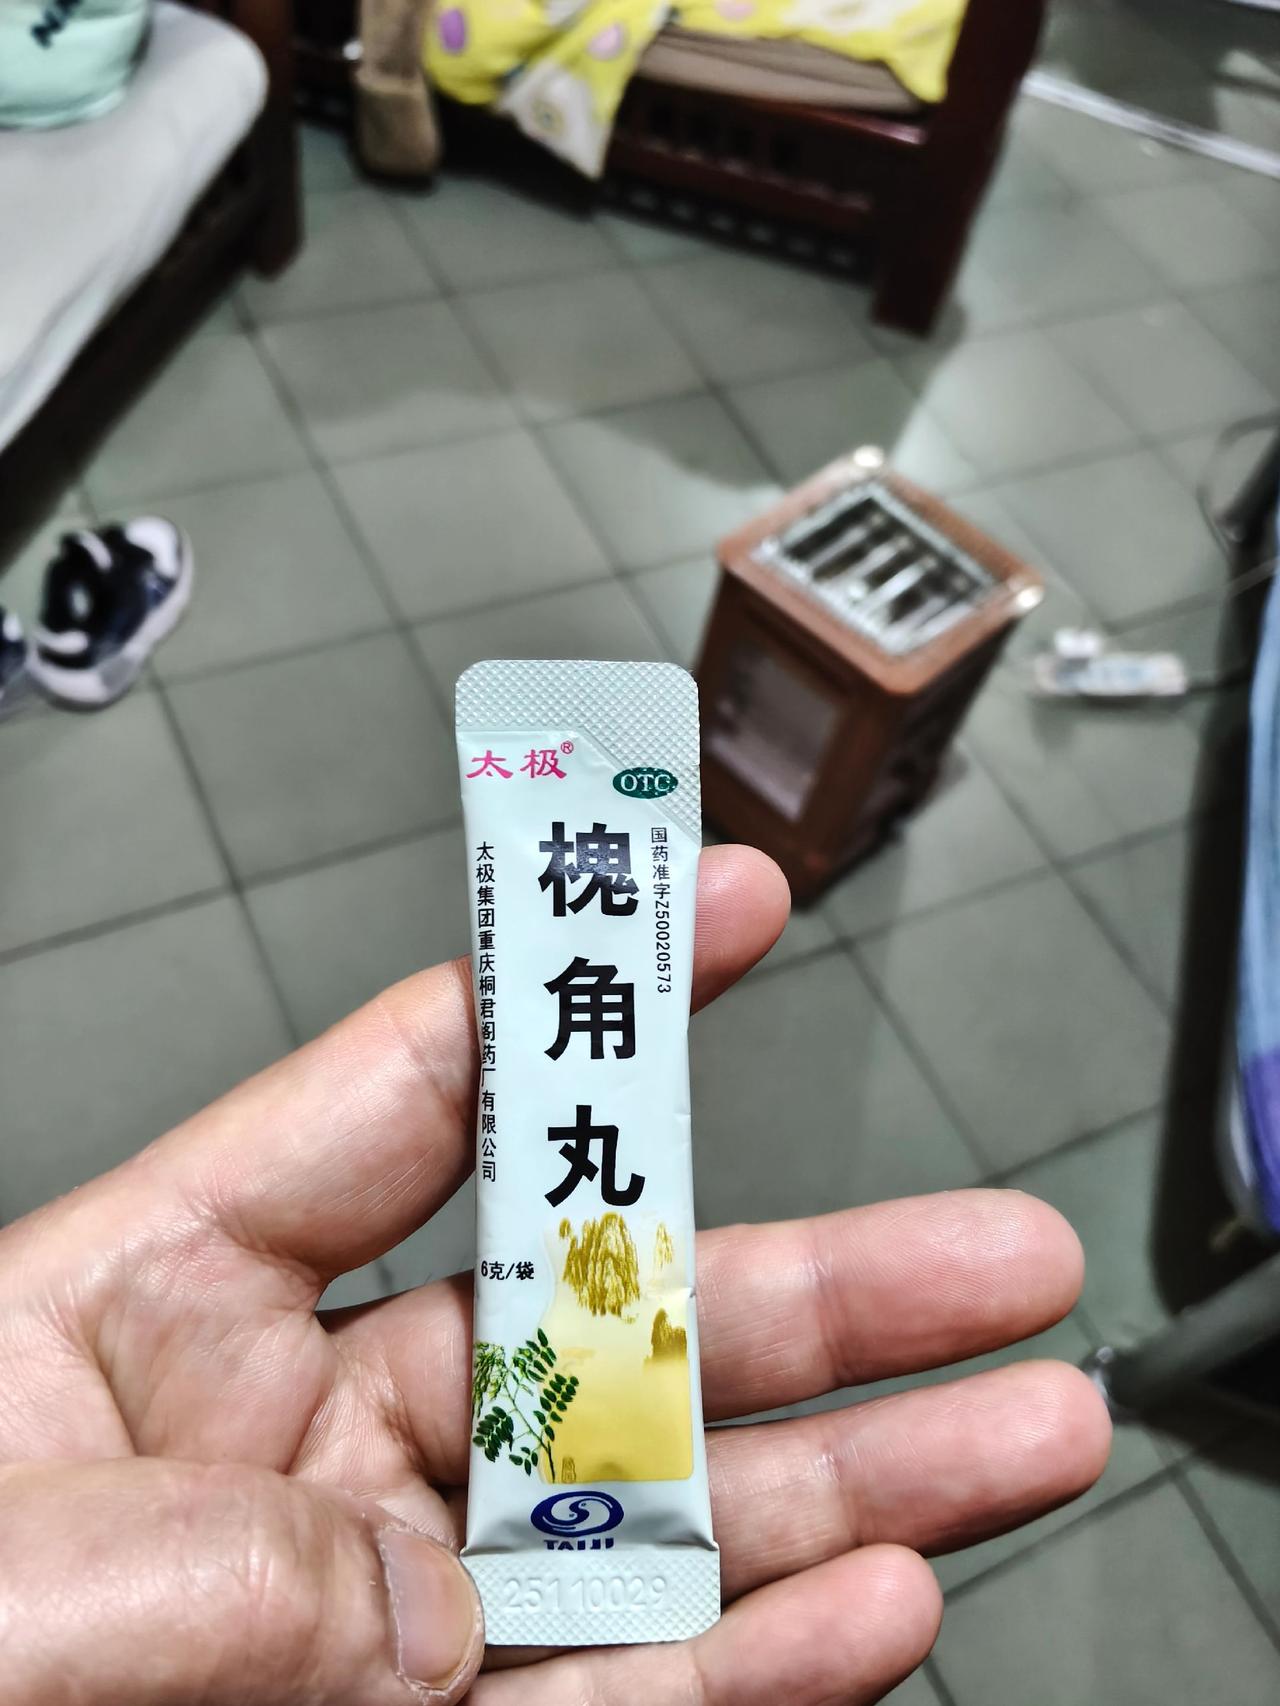 太极®
OTC
槐角丸
国药准字Z50020573
太极集团重庆桐君阁药厂有限公司
6克/袋
TAIJI
25110029